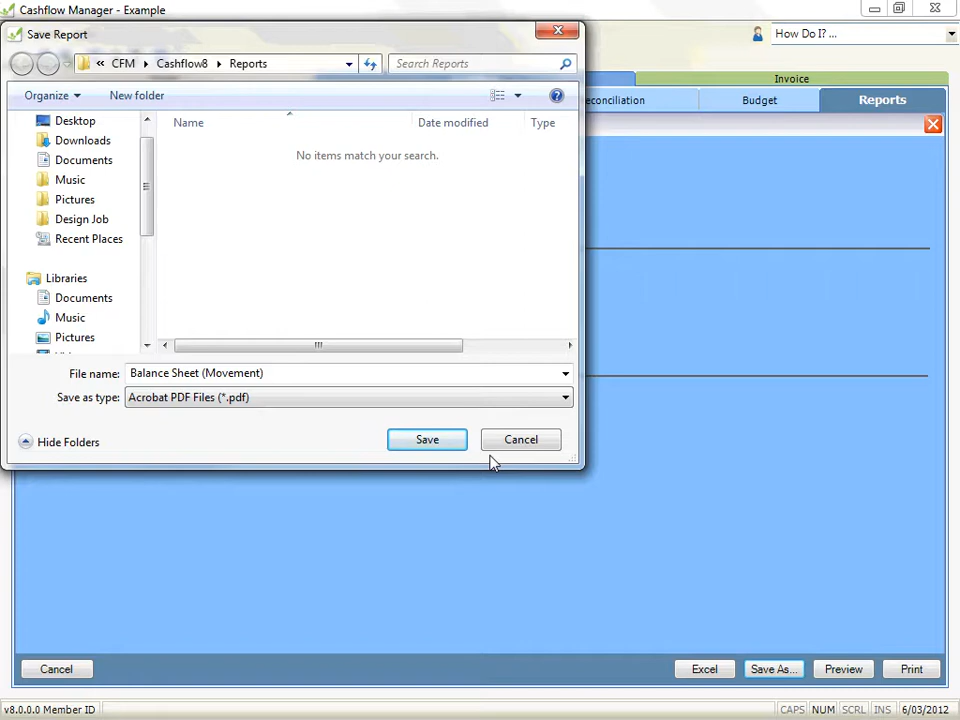 Cashflow Manager - Example
Save Report
How Do I? ...
CFM
Cashflow8
Reports
Search Reports
Invoice
Organize
New folder
econciliation
Budget
Reports
Name
Date modified
Type
No items match your search.
Desktop
Downloads
Documents
Music
Pictures
Design Job
Recent Places
Libraries
Documents
Music
Pictures
File name: Balance Sheet (Movement)
Save as type: Acrobat PDF Files (*.pdf)
Hide Folders
Save
Cancel
Cancel
Excel
Save As...
Preview
Print
v8.0.0.0 Member ID
CAPS NUM SCRL INS 6/03/2012